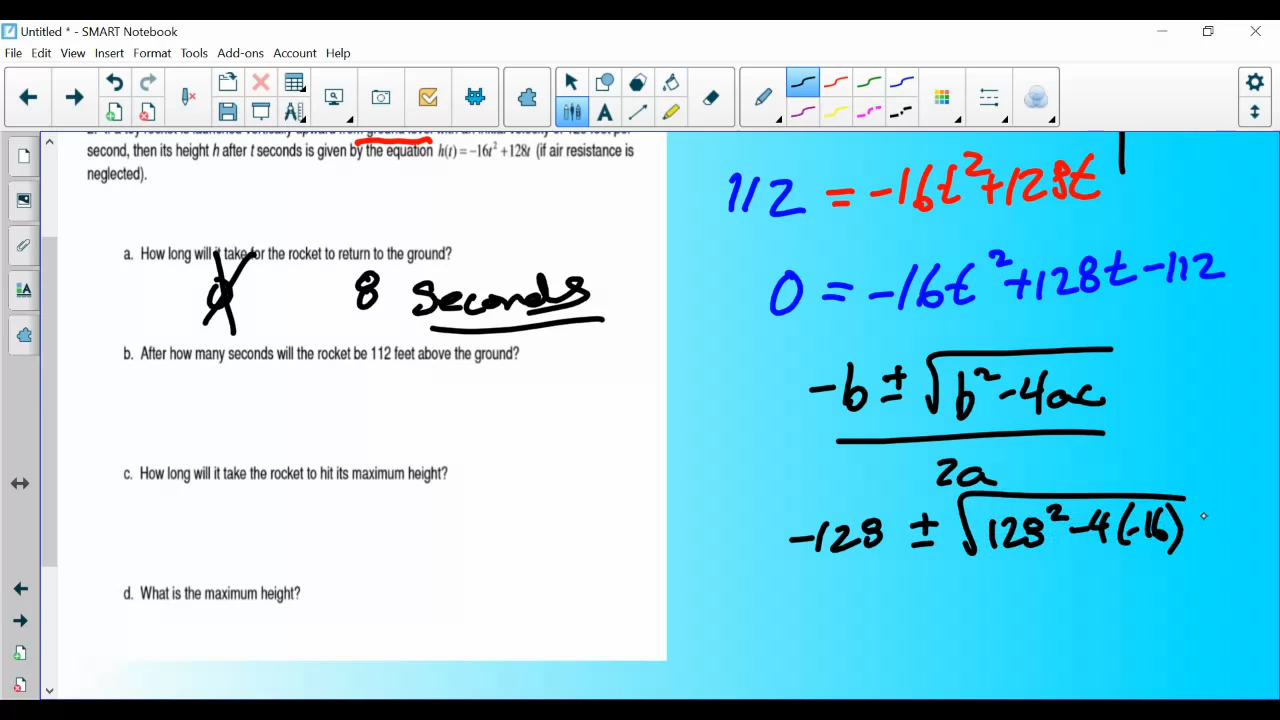 Untitled * - SMART Notebook
File Edit View Insert Format Tools Add-ons Account Help
ground level
second, then its height h after t seconds is given by the equation h(t) = −16t² +128t (if air resistance is
neglected).
a. How long will it take for the rocket to return to the ground?
0 8 seconds
b. After how many seconds will the rocket be 112 feet above the ground?
c. How long will it take the rocket to hit its maximum height?
d. What is the maximum height?
112 = -16t²+128t
0 = -16t²+128t-112
-b ± √b²-4ac
2a
-128 ± √128²-4(-16)